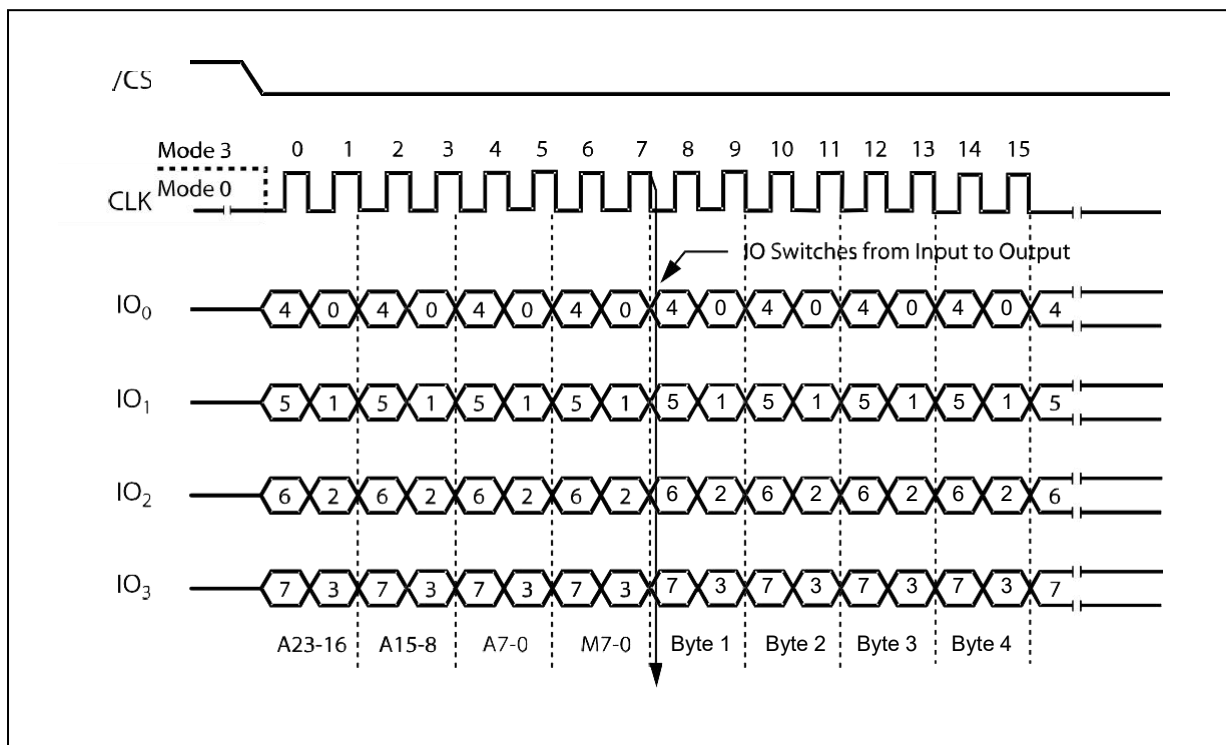 /CS
Mode 3 0 1 2 3 4 5 6 7 8 9 10 11 12 13 14 15
CLK Mode 0
IO Switches from Input to Output
IO0 4 0 4 0 4 0 4 0 4 0 4 0 4 0 4 0 4
IO1 5 1 5 1 5 1 5 1 5 1 5 1 5 1 5 1 5
IO2 6 2 6 2 6 2 6 2 6 2 6 2 6 2 6 2 6
IO3 7 3 7 3 7 3 7 3 7 3 7 3 7 3 7 3 7
A23-16 A15-8 A7-0 M7-0 Byte 1 Byte 2 Byte 3 Byte 4